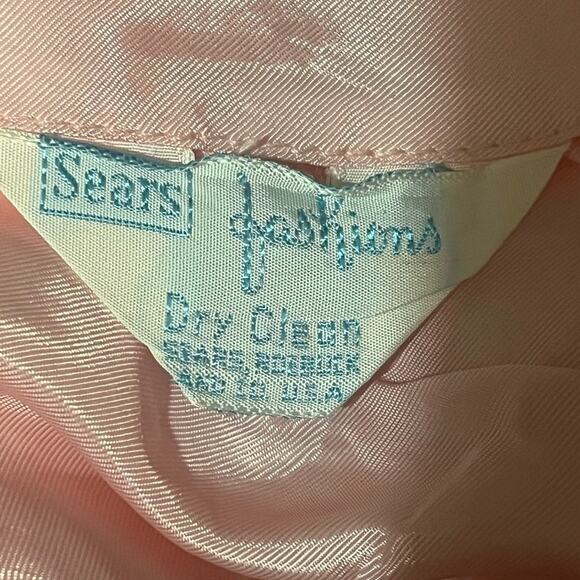 Sears fashions
Dry Clean
SEARS, ROEBUCK
AND CO U.S.A